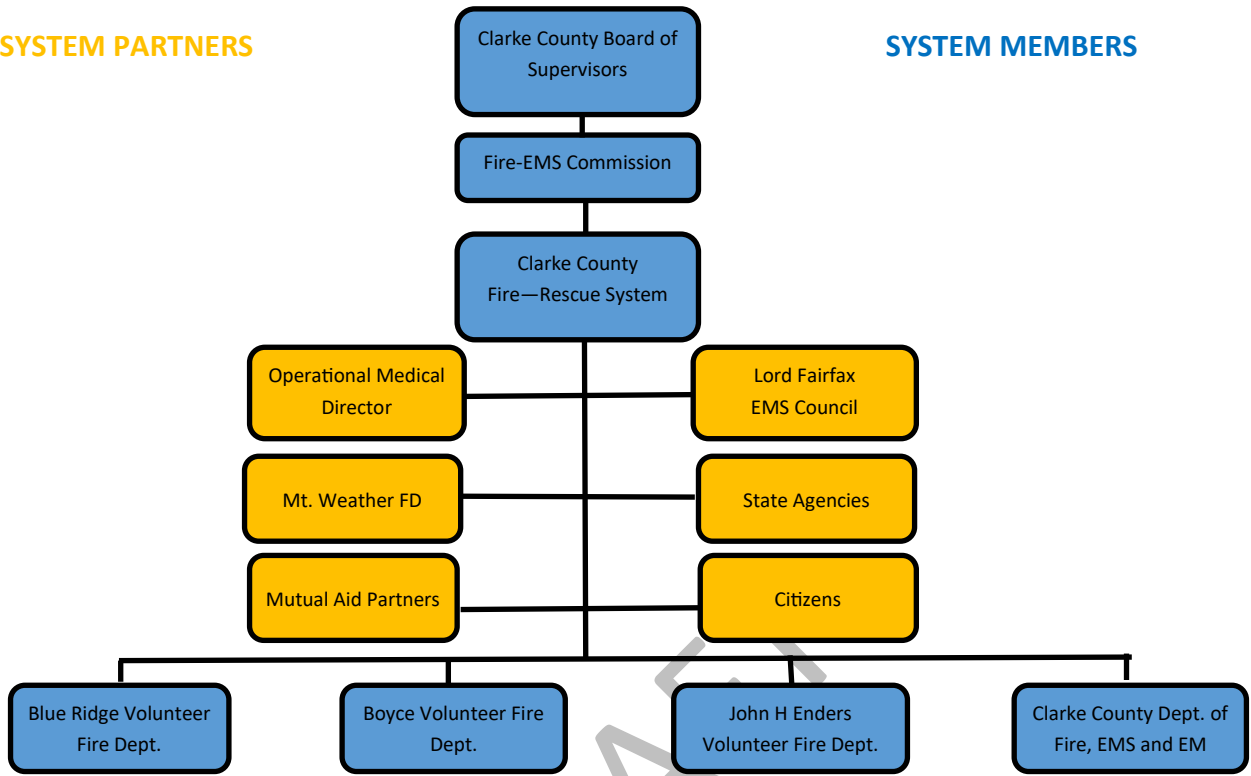 SYSTEM PARTNERS
Clarke County Board of
Supervisors
SYSTEM MEMBERS
Fire-EMS Commission
Clarke County
Fire—Rescue System
Operational Medical
Director
Lord Fairfax
EMS Council
Mt. Weather FD
State Agencies
Mutual Aid Partners
Citizens
Blue Ridge Volunteer
Fire Dept.
Boyce Volunteer Fire
Dept.
John H Enders
Volunteer Fire Dept.
Clarke County Dept. of
Fire, EMS and EM